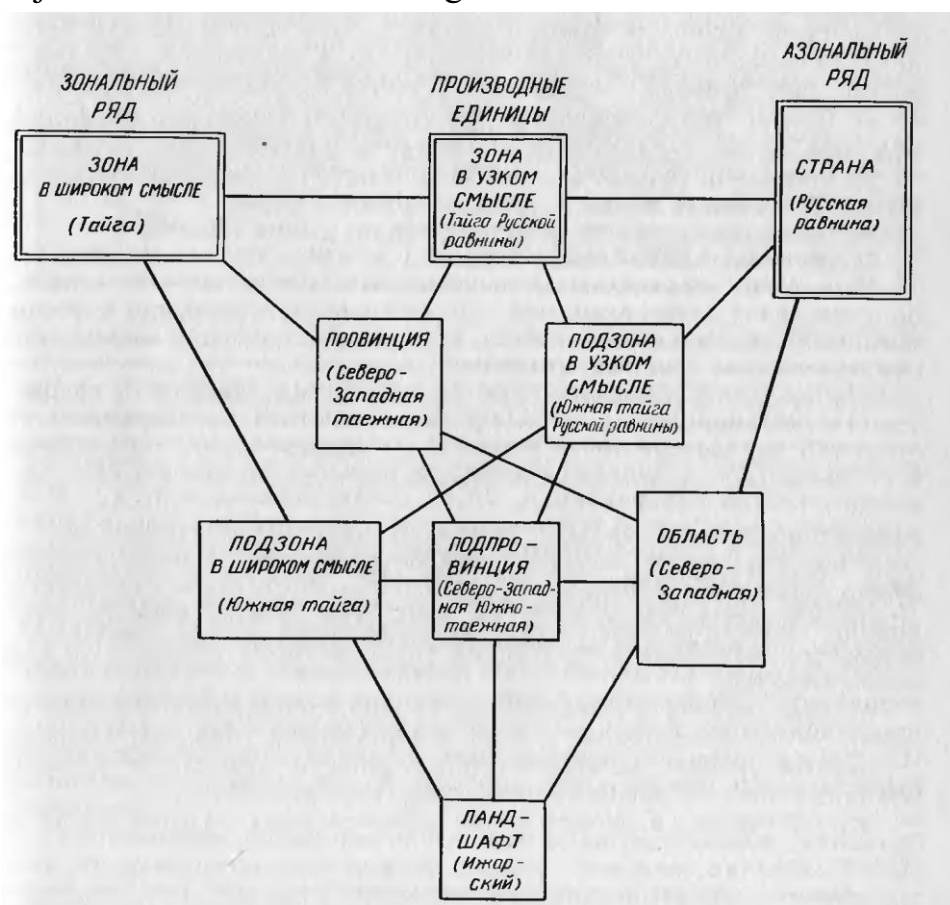 ЗОНАЛЬНЫЙ
РЯД
ПРОИЗВОДНЫЕ
ЕДИНИЦЫ
АЗОНАЛЬНЫЙ
РЯД
ЗОНА
В ШИРОКОМ СМЫСЛЕ
(Тайга)
ЗОНА
В УЗКОМ
СМЫСЛЕ
(Тайга Русской
равнины)
СТРАНА
(Русская
равнина)
ПРОВИНЦИЯ
(Северо-
Западная
таежная)
ПОДЗОНА
В УЗКОМ
СМЫСЛЕ
(Южная тайга
Русской равнины)
ПОДЗОНА
В ШИРОКОМ СМЫСЛЕ
(Южная тайга)
ПОДПРО-
ВИНЦИЯ
(Северо-Запад-
ная Южно-
таежная)
ОБЛАСТЬ
(Северо-
Западная)
ЛАНД-
ШАФТ
(Ижор-
ский)